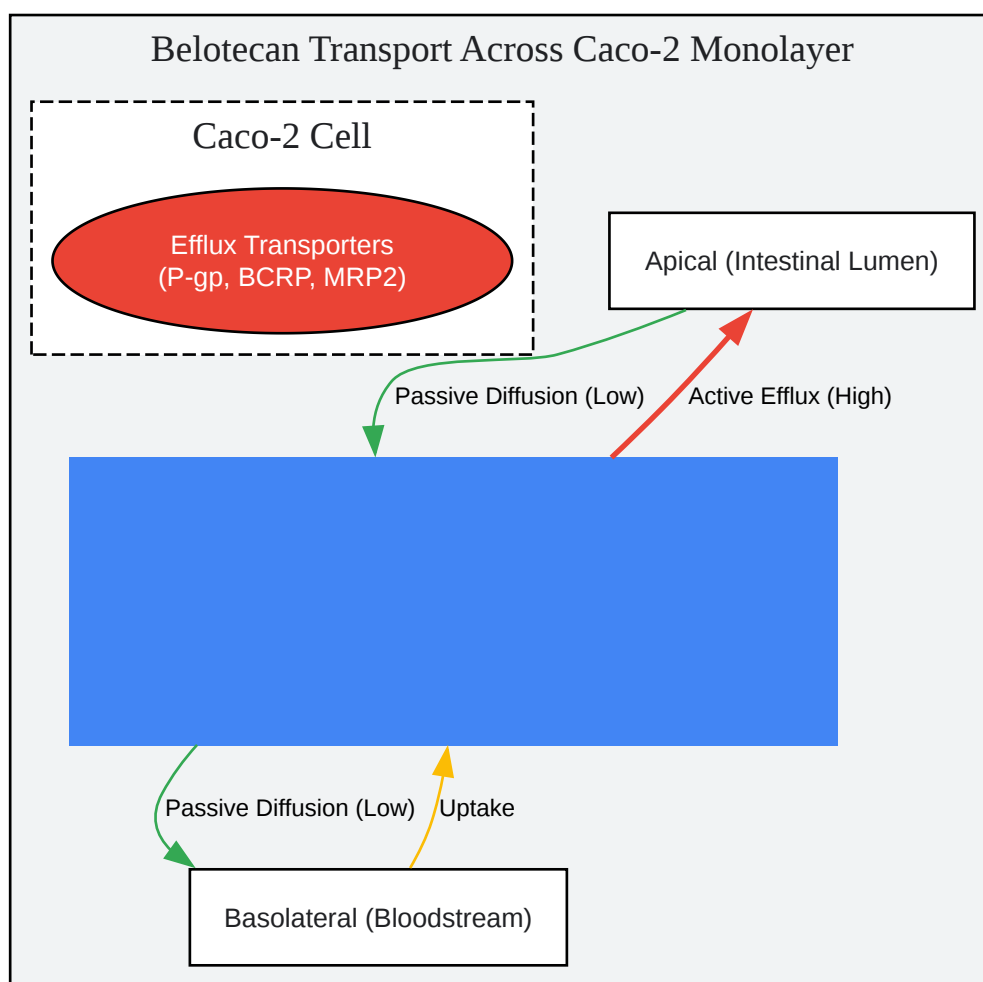 Belotecan Transport Across Caco-2 Monolayer
Caco-2 Cell
Efflux Transporters
(P-gp, BCRP, MRP2)
Apical (Intestinal Lumen)
Passive Diffusion (Low)
Active Efflux (High)
Passive Diffusion (Low)
Uptake
Basolateral (Bloodstream)